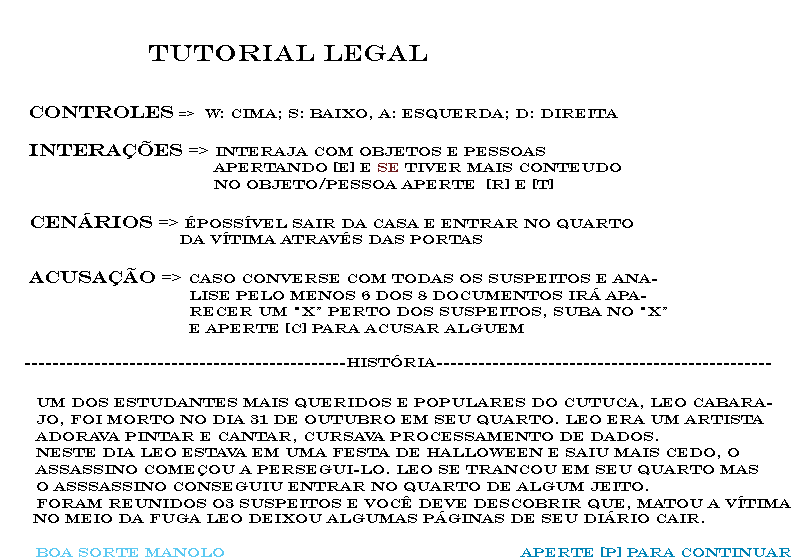 TUTORIAL LEGAL
CONTROLES => W: CIMA; S: BAIXO, A: ESQUERDA; D: DIREITA
INTERAÇÕES => INTERAJA COM OBJETOS E PESSOAS
APERTANDO [E] E SE TIVER MAIS CONTEUDO
NO OBJETO/PESSOA APERTE [R] E [T]
CENÁRIOS => ÉPOSSÍVEL SAIR DA CASA E ENTRAR NO QUARTO
DA VÍTIMA ATRAVÉS DAS PORTAS
ACUSAÇÃO => CASO CONVERSE COM TODAS OS SUSPEITOS E ANA-
LISE PELO MENOS 6 DOS 8 DOCUMENTOS IRÁ APA-
RECER UM "X" PERTO DOS SUSPEITOS, SUBA NO "X"
E APERTE [C] PARA ACUSAR ALGUEM
-----------------------------------------------HISTÓRIA-------------------------------------------------
UM DOS ESTUDANTES MAIS QUERIDOS E POPULARES DO CUTUCA, LEO CABARA-
JO, FOI MORTO NO DIA 31 DE OUTUBRO EM SEU QUARTO. LEO ERA UM ARTISTA
ADORAVA PINTAR E CANTAR, CURSAVA PROCESSAMENTO DE DADOS.
NESTE DIA LEO ESTAVA EM UMA FESTA DE HALLOWEEN E SAIU MAIS CEDO, O
ASSASSINO COMEÇOU A PERSEGUI-LO. LEO SE TRANCOU EM SEU QUARTO MAS
O ASSSASSINO CONSEGUIU ENTRAR NO QUARTO DE ALGUM JEITO.
FORAM REUNIDOS 03 SUSPEITOS E VOCÊ DEVE DESCOBRIR QUE, MATOU A VÍTIMA
NO MEIO DA FUGA LEO DEIXOU ALGUMAS PÁGINAS DE SEU DIÁRIO CAIR.
BOA SORTE MANOLO APERTE [P] PARA CONTINUAR